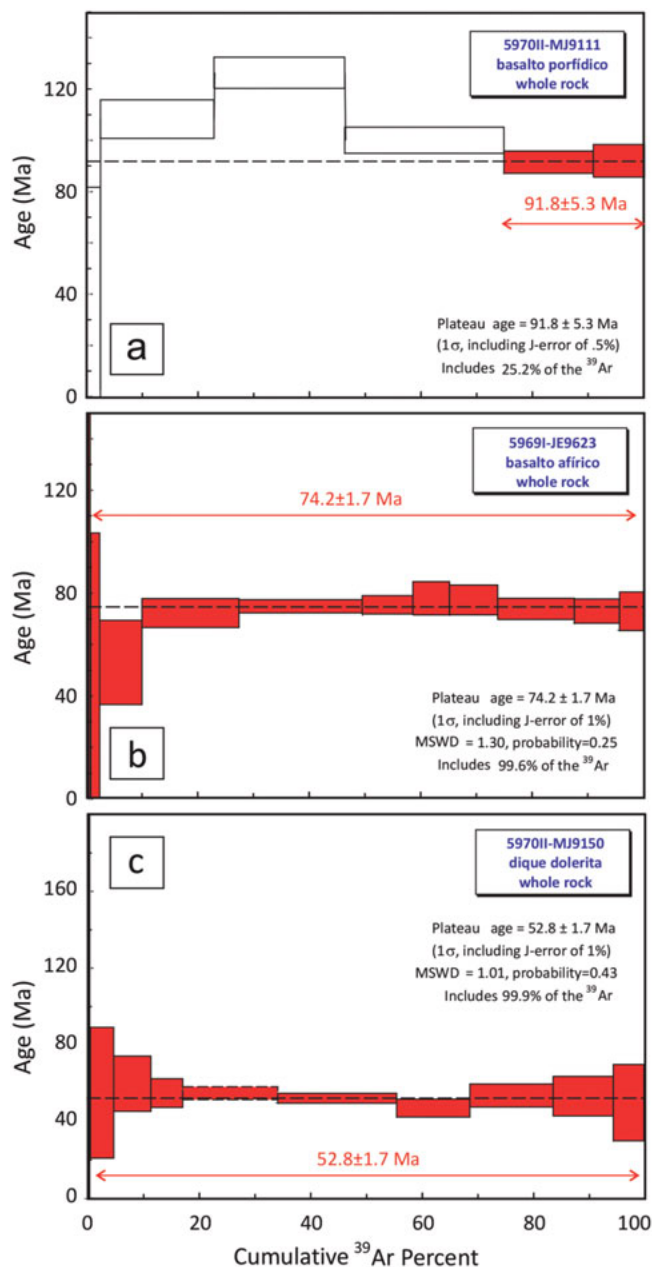 5970II-MJ9111
basalto porfídico
whole rock
120
80
40
0
Age (Ma)
91.8±5.3 Ma
a
Plateau age = 91.8 ± 5.3 Ma
(1σ, including J-error of .5%)
Includes 25.2% of the ³⁹Ar
5969I-JE9623
basalto afírico
whole rock
120
80
40
0
Age (Ma)
74.2±1.7 Ma
b
Plateau age = 74.2 ± 1.7 Ma
(1σ, including J-error of 1%)
MSWD = 1.30, probability=0.25
Includes 99.6% of the ³⁹Ar
c
5970II-MJ9150
dique dolerita
whole rock
160
120
80
40
0
Age (Ma)
Plateau age = 52.8 ± 1.7 Ma
(1σ, including J-error of 1%)
MSWD = 1.01, probability=0.43
Includes 99.9% of the ³⁹Ar
52.8±1.7 Ma
0 20 40 60 80 100
Cumulative ³⁹Ar Percent